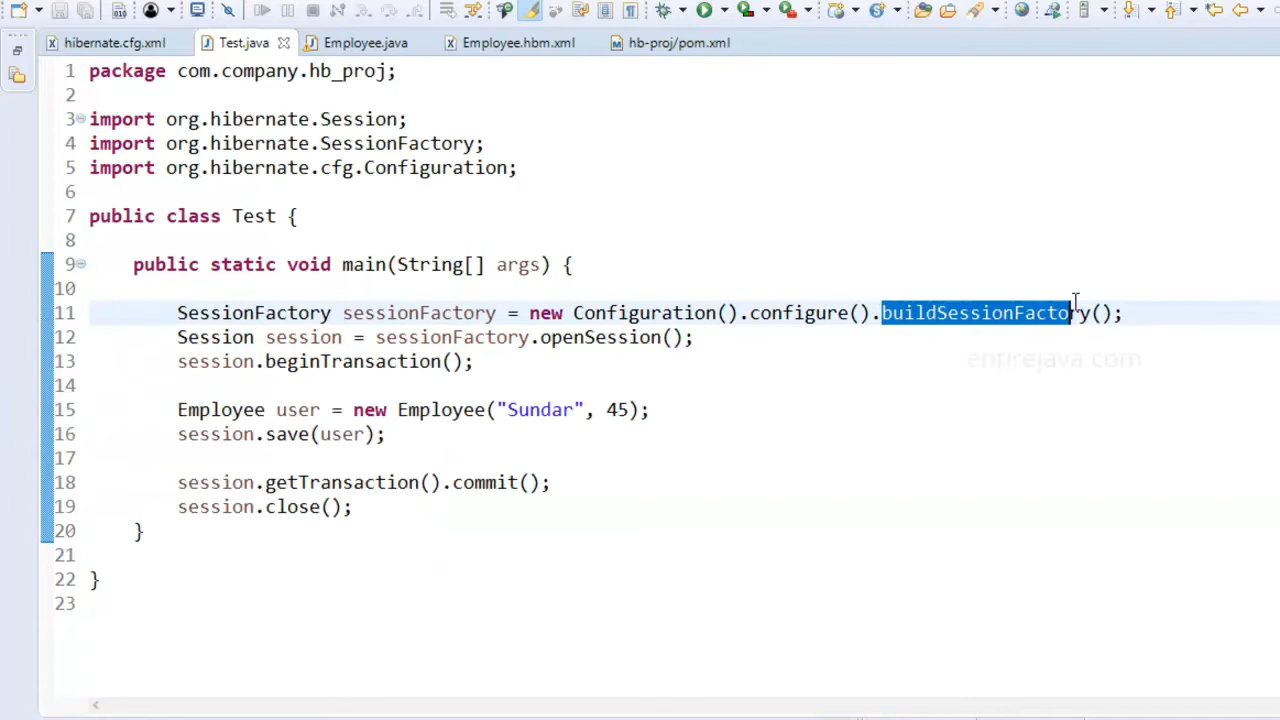 hibernate.cfg.xml Test.java Employee.java Employee.hbm.xml hb-proj/pom.xml
1 package com.company.hb_proj;
2
3 import org.hibernate.Session;
4 import org.hibernate.SessionFactory;
5 import org.hibernate.cfg.Configuration;
6
7 public class Test {
8
9 public static void main(String[] args) {
10
11 SessionFactory sessionFactory = new Configuration().configure().buildSessionFactory();
12 Session session = sessionFactory.openSession();
13 session.beginTransaction();
entirejava.com
14
15 Employee user = new Employee("Sundar", 45);
16 session.save(user);
17
18 session.getTransaction().commit();
19 session.close();
20 }
21
22 }
23